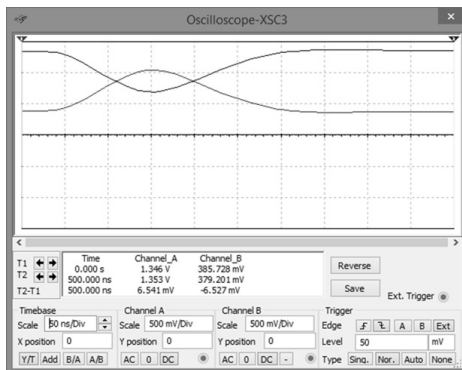 Oscilloscope-XSC3
Time Channel_A Channel_B
T1 0.000 s 1.346 V 385.728 mV
T2 500.000 ns 1.353 V 379.201 mV
T2-T1 500.000 ns 6.541 mV -6.527 mV
Reverse
Save
Ext. Trigger
Timebase Channel A Channel B Trigger
Scale 50 ns/Div Scale 500 mV/Div Scale 500 mV/Div Edge A B Ext
X position 0 Y position 0 Y position 0 Level 50 mV
Y/T Add B/A A/B AC 0 DC AC 0 DC - Type Sinq. Nor. Auto None